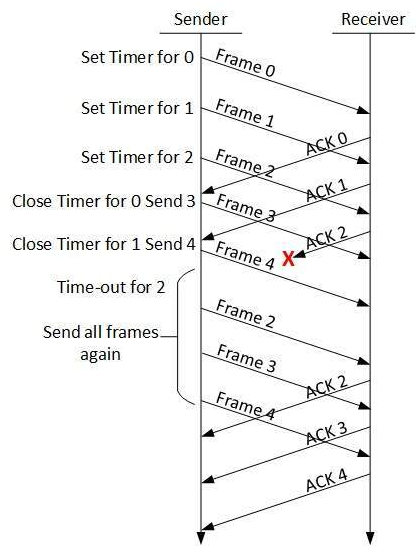 Sender
Receiver
Set Timer for 0
Frame 0
Set Timer for 1
Frame 1
ACK 0
Set Timer for 2
Frame 2
ACK 1
Close Timer for 0 Send 3
Frame 3
ACK 2
Close Timer for 1 Send 4
Frame 4
X
Time-out for 2
Frame 2
Send all frames
again
Frame 3
ACK 2
Frame 4
ACK 3
ACK 4